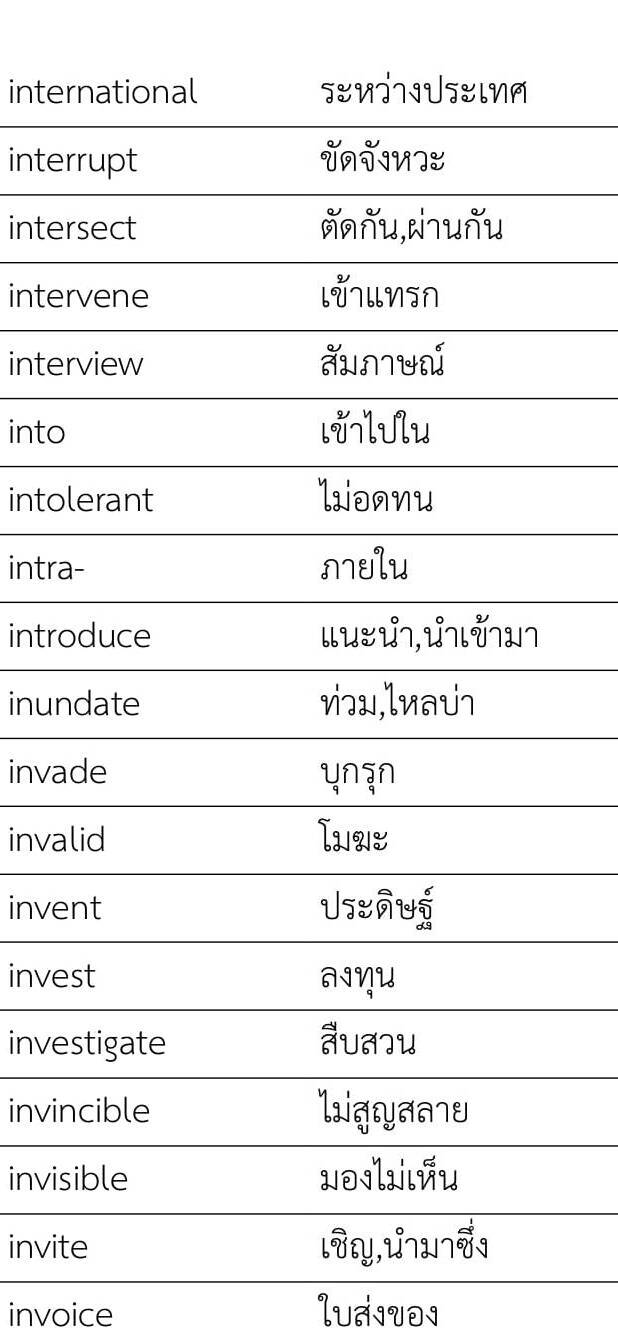 international ระหว่างประเทศ
interrupt ขัดจังหวะ
intersect ตัดกัน,ผ่านกัน
intervene เข้าแทรก
interview สัมภาษณ์
into เข้าไปใน
intolerant ไม่อดทน
intra- ภายใน
introduce แนะนำ,นำเข้ามา
inundate ท่วม,ไหลบ่า
invade บุกรุก
invalid โมฆะ
invent ประดิษฐ์
invest ลงทุน
investigate สืบสวน
invincible ไม่สูญสลาย
invisible มองไม่เห็น
invite เชิญ,นำมาซึ่ง
invoice ใบส่งของ